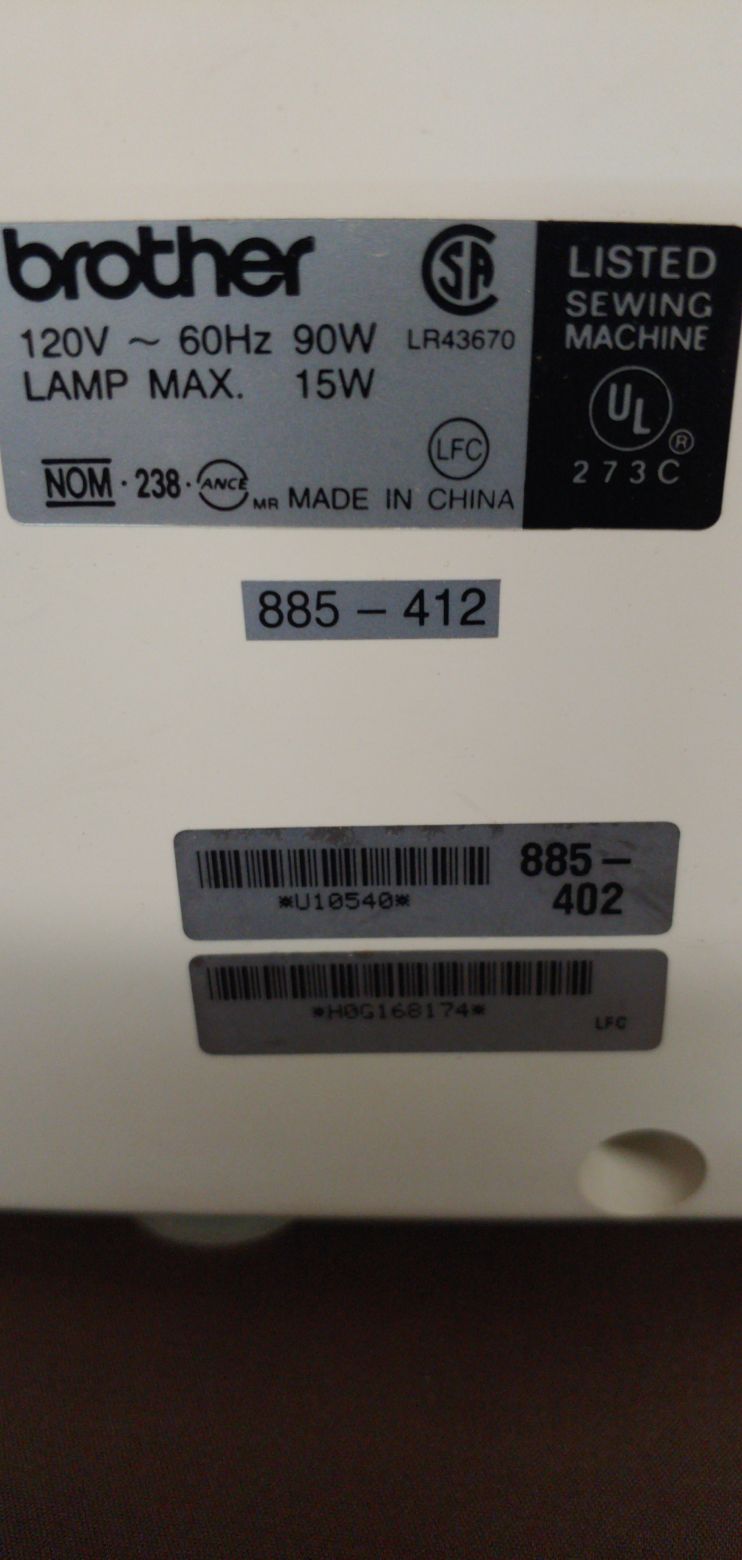 brother
120V ~ 60Hz 90W
LAMP MAX. 15W
SA
LR43670
LFC
NOM · 238 · ANCE MR MADE IN CHINA
LISTED
SEWING
MACHINE
UL ®
273C
885 – 412
*U10540*
885 –
402
*H0G168174*
LFC